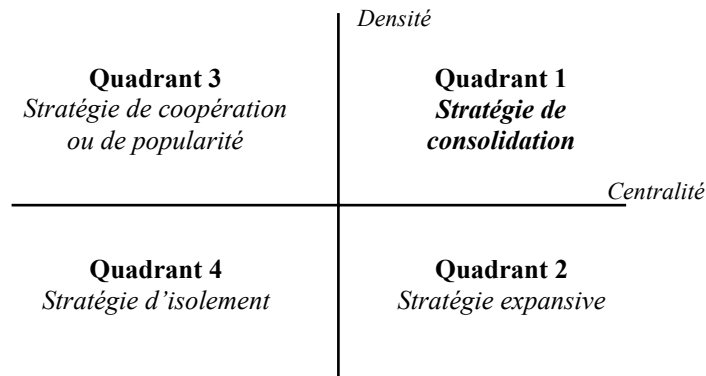 Densité
Quadrant 3
Stratégie de coopération
ou de popularité
Quadrant 1
Stratégie de
consolidation
Centralité
Quadrant 4
Stratégie d’isolement
Quadrant 2
Stratégie expansive